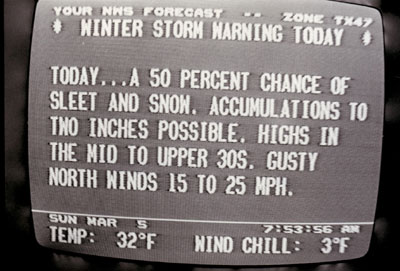 YOUR NWS FORECAST -- ZONE TX47
* WINTER STORM WARNING TODAY *
TODAY...A 50 PERCENT CHANCE OF
SLEET AND SNOW. ACCUMULATIONS TO
TWO INCHES POSSIBLE. HIGHS IN
THE MID TO UPPER 30S. GUSTY
NORTH WINDS 15 TO 25 MPH.
SUN MAR 5 7:53:56 AM
TEMP: 32°F WIND CHILL: 3°F